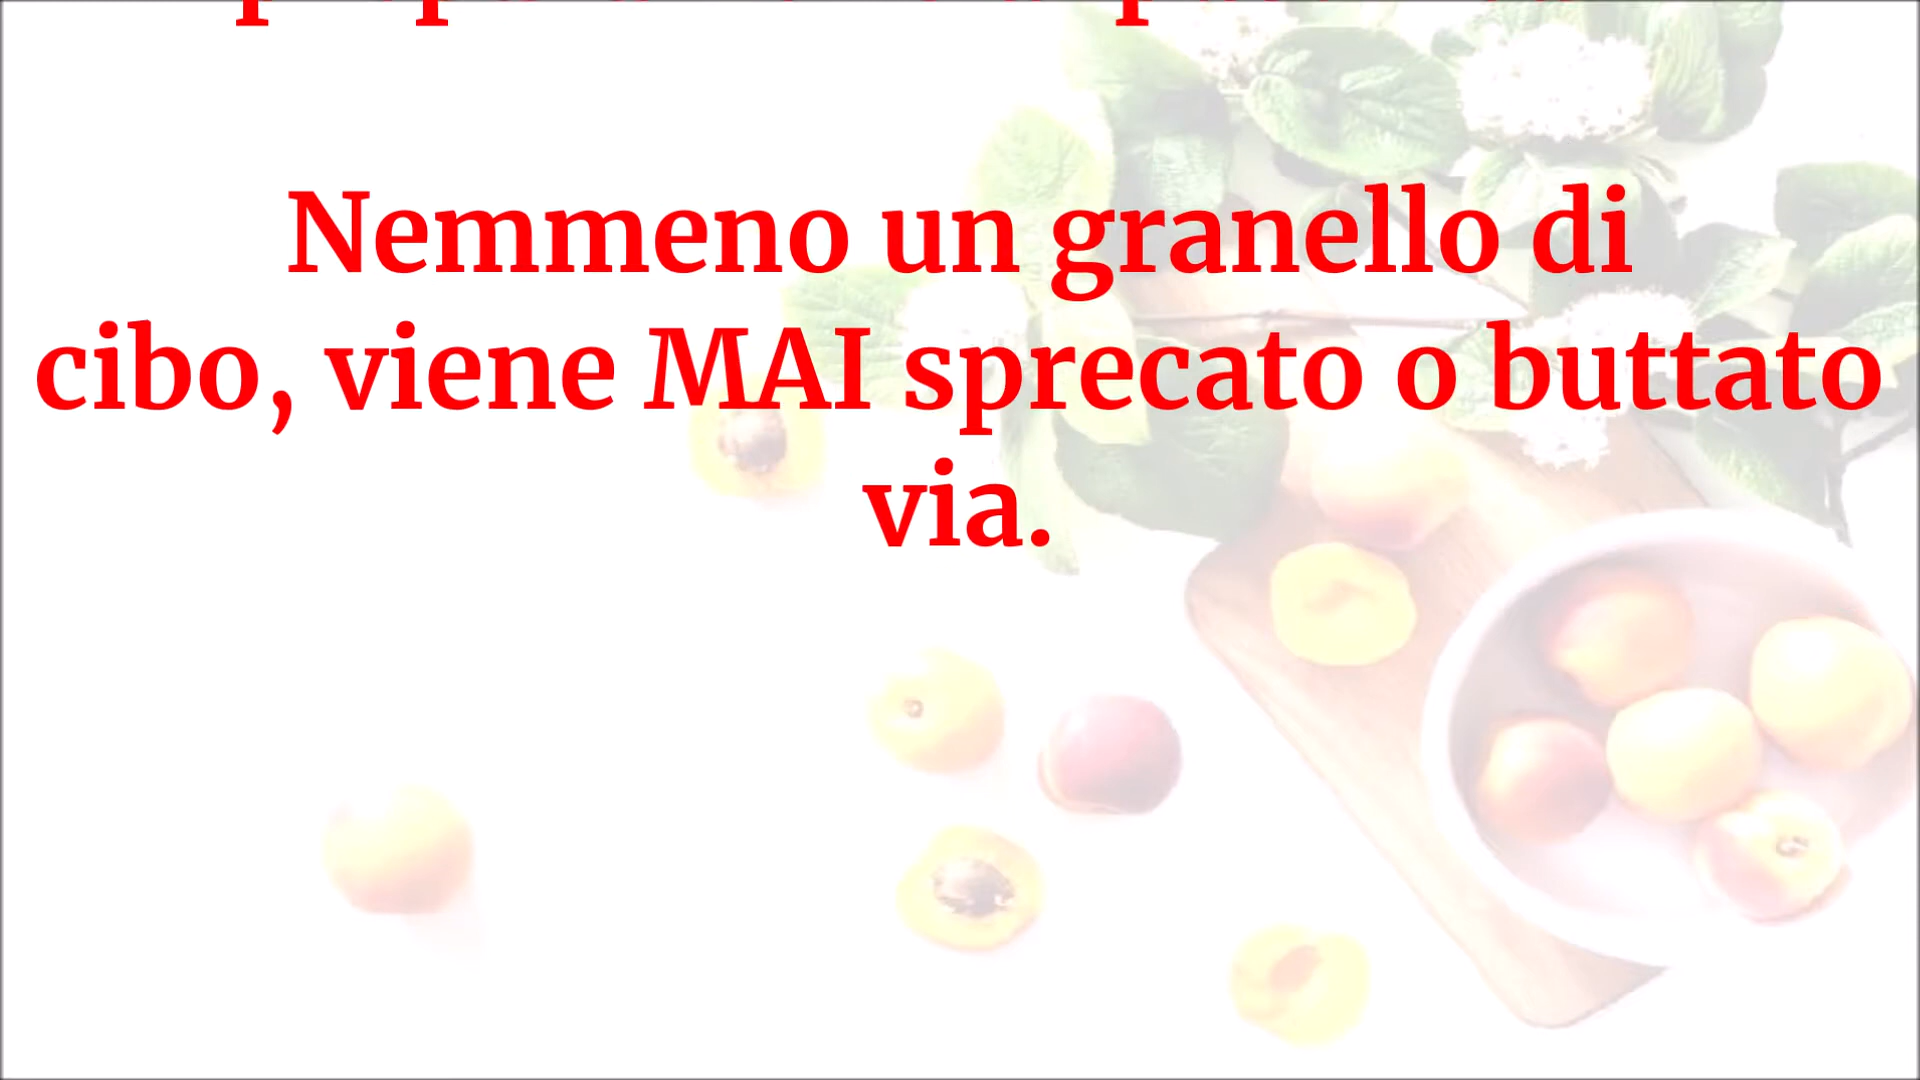 Nemmeno un granello di
cibo, viene MAI sprecato o buttato
via.